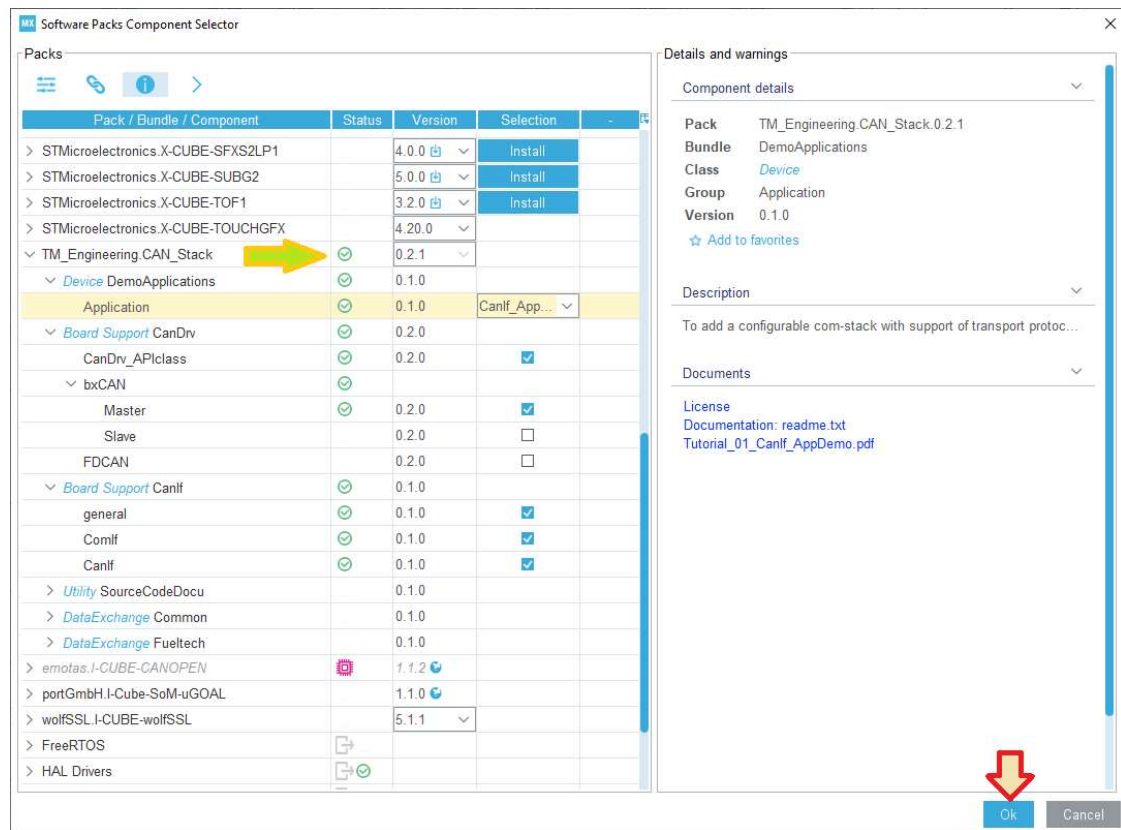 MX Software Packs Component Selector
Packs
Pack / Bundle / Component Status Version Selection -
STMicroelectronics.X-CUBE-SFXS2LP1 4.0.0 Install
STMicroelectronics.X-CUBE-SUBG2 5.0.0 Install
STMicroelectronics.X-CUBE-TOF1 3.2.0 Install
STMicroelectronics.X-CUBE-TOUCHGFX 4.20.0
TM_Engineering.CAN_Stack 0.2.1
Device DemoApplications 0.1.0
Application 0.1.0 CanIf_App...
Board Support CanDrv 0.2.0
CanDrv_APIclass 0.2.0
bxCAN
Master 0.2.0
Slave 0.2.0
FDCAN 0.2.0
Board Support CanIf 0.1.0
general 0.1.0
ComIf 0.1.0
CanIf 0.1.0
Utility SourceCodeDocu 0.1.0
DataExchange Common 0.1.0
DataExchange Fueltech 0.1.0
emotas.I-CUBE-CANOPEN 1.1.2
portGmbH.I-Cube-SoM-uGOAL 1.1.0
wolfSSL.I-CUBE-wolfSSL 5.1.1
FreeRTOS
HAL Drivers
Details and warnings
Component details
Pack TM_Engineering.CAN_Stack.0.2.1
Bundle DemoApplications
Class Device
Group Application
Version 0.1.0
Add to favorites
Description
To add a configurable com-stack with support of transport protoc...
Documents
License
Documentation: readme.txt
Tutorial_01_CanIf_AppDemo.pdf
Ok Cancel